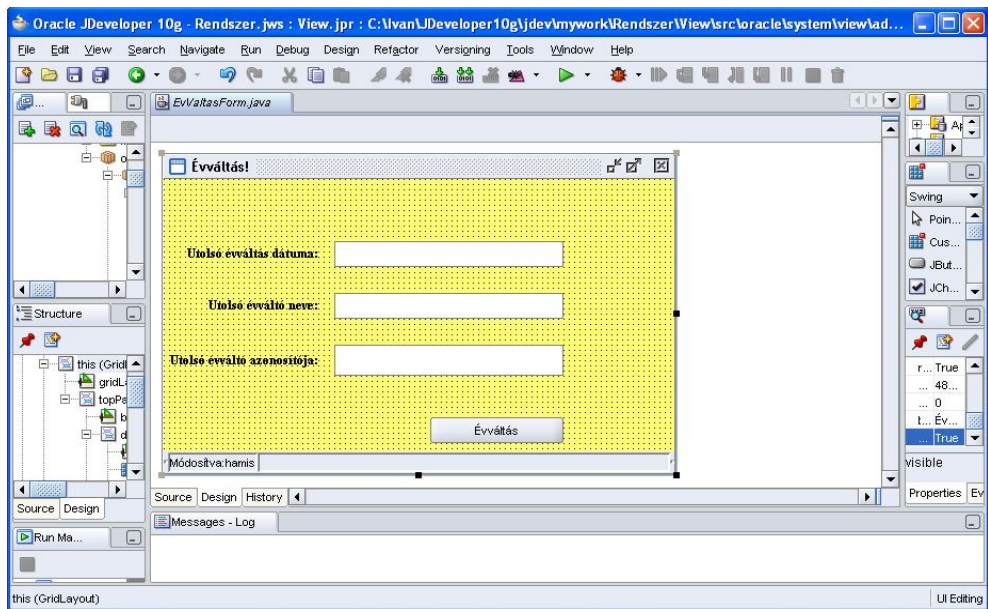 Oracle JDeveloper 10g - Rendszer.jws : View.jpr : C:\Ivan\JDeveloper10g\jdev\mywork\Rendszer\View\src\oracle\system\view\ad...
File Edit View Search Navigate Run Debug Design Refactor Versigning Tools Window Help
EvValtasForm.java
Évváltás!
Utolsó évváltás dátuma:
Utolsó évváltó neve:
Utolsó évváltó azonosítója:
Évváltás
Módosítva:hamis
Source Design History
Messages - Log
Structure
this (Gridl
gridL
topPa
Source Design
Run Ma...
Swing
Poin...
Cus...
JBut...
JCh...
r... True
... 48...
... 0
t... Év...
... True
visible
Properties Ev
this (GridLayout)
UI Editing